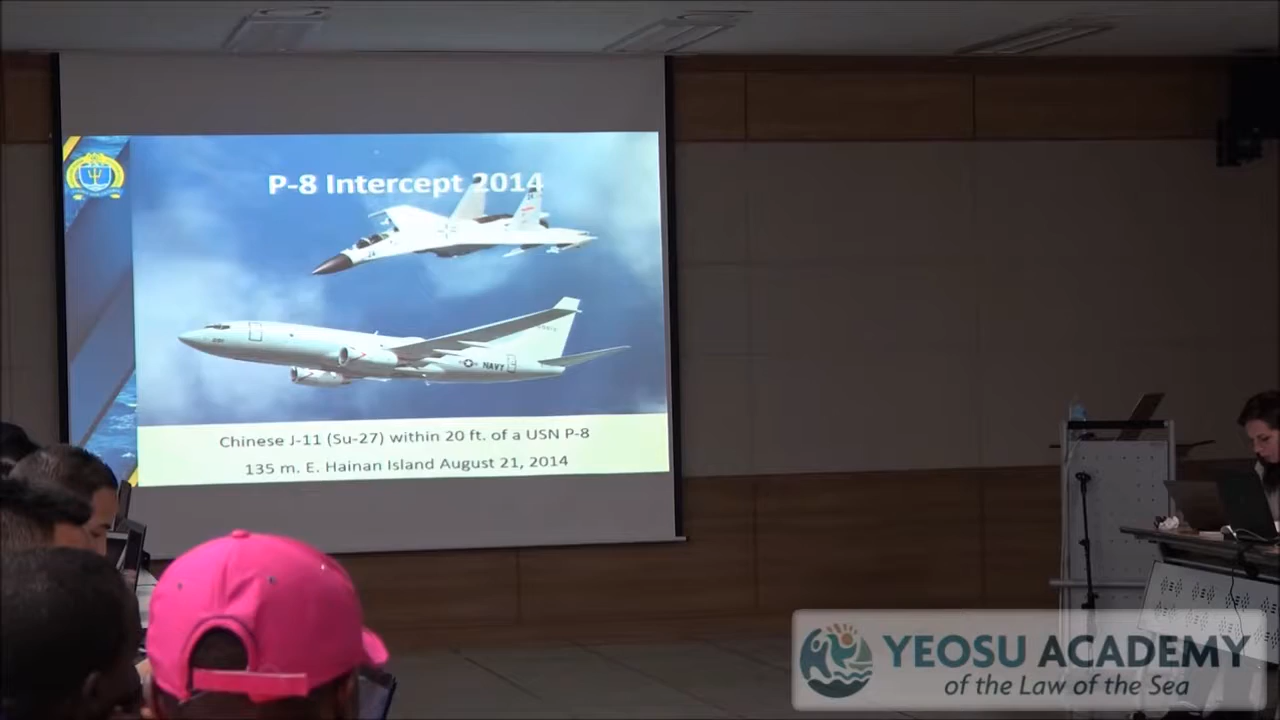 P-8 Intercept 2014
NAVY
Chinese J-11 (Su-27) within 20 ft. of a USN P-8
135 m. E. Hainan Island August 21, 2014
YEOSU ACADEMY
of the Law of the Sea